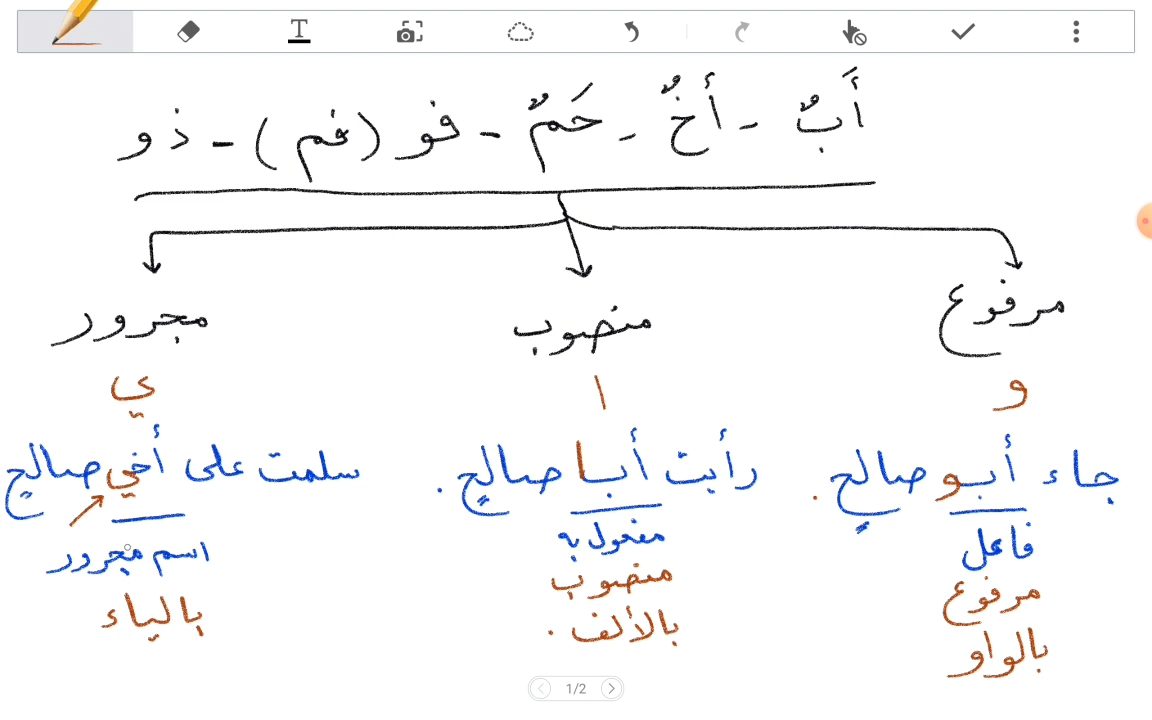 T
أَبٌ - أخٌ - حَمٌ - فو (فم) - ذو
مرفوع منصوب مجرور
و ا ي
جاء أبو صالحٍ . رأيت أبا صالحٍ . سلمت على أخي صالحٍ
فاعل مفعول به اسم مجرور
مرفوع منصوب بالياء
بالواو بالألف .
1/2